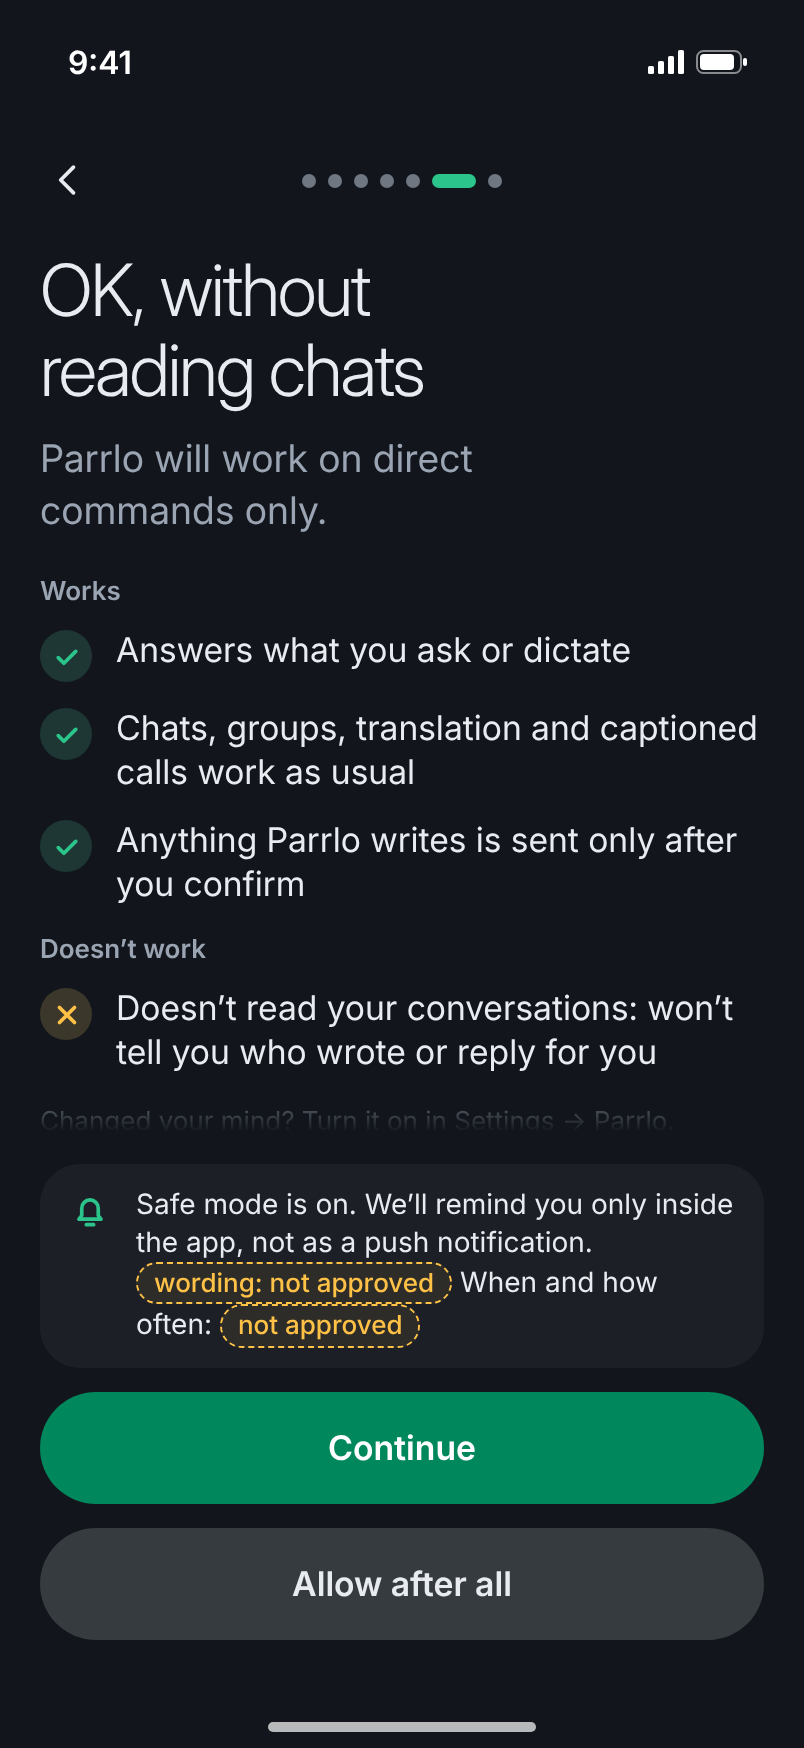 9:41
OK, without
reading chats
Parrlo will work on direct
commands only.
Works
Answers what you ask or dictate
Chats, groups, translation and captioned
calls work as usual
Anything Parrlo writes is sent only after
you confirm
Doesn’t work
Doesn’t read your conversations: won’t
tell you who wrote or reply for you
Changed your mind? Turn it on in Settings → Parrlo.
Safe mode is on. We’ll remind you only inside
the app, not as a push notification.
wording: not approved When and how
often: not approved
Continue
Allow after all